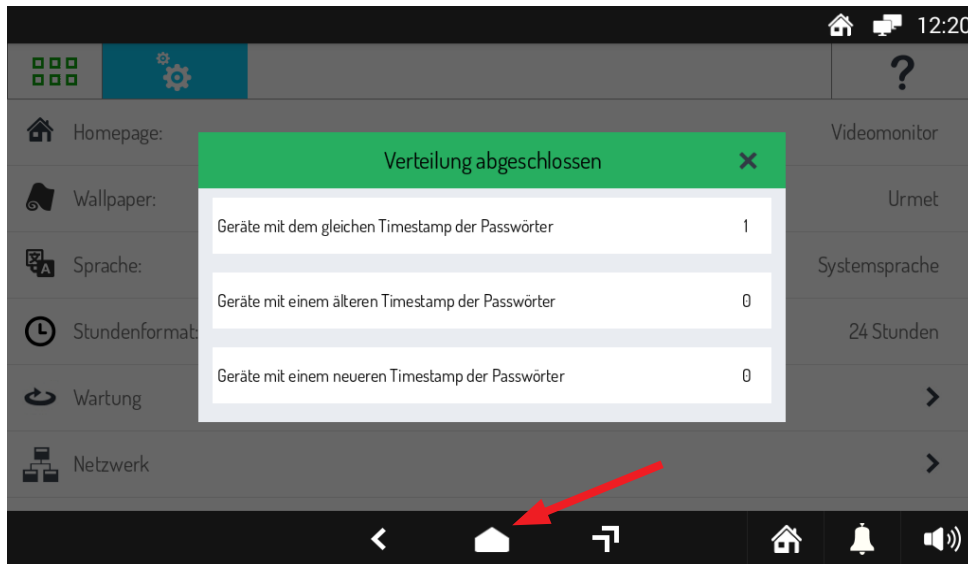 12:20
?
Homepage:
Videomonitor
Verteilung abgeschlossen
Wallpaper:
Urmet
Geräte mit dem gleichen Timestamp der Passwörter
1
Sprache:
Systemsprache
Geräte mit einem älteren Timestamp der Passwörter
0
Stundenformat:
24 Stunden
Geräte mit einem neueren Timestamp der Passwörter
0
Wartung
Netzwerk